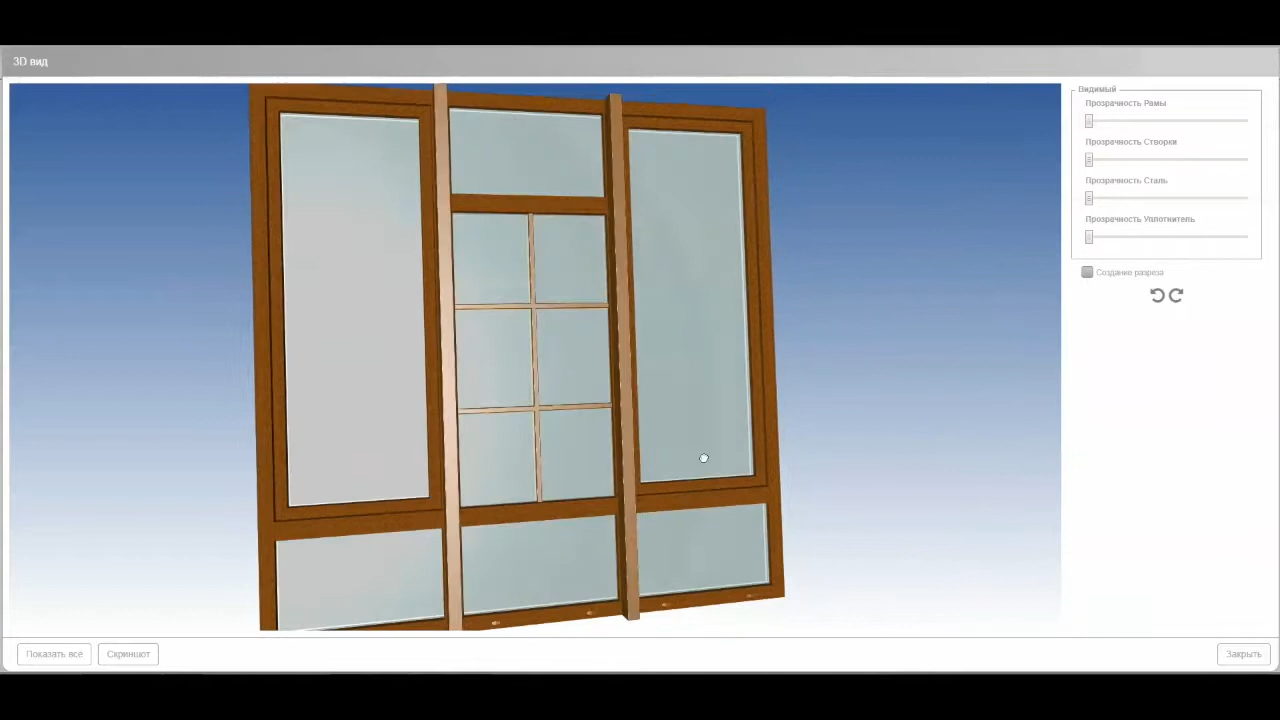 3D вид
Видимый
Прозрачность Рамы
Прозрачность Створки
Прозрачность Сталь
Прозрачность Уплотнитель
Создание разреза
Показать всё
Скриншот
Закрыть